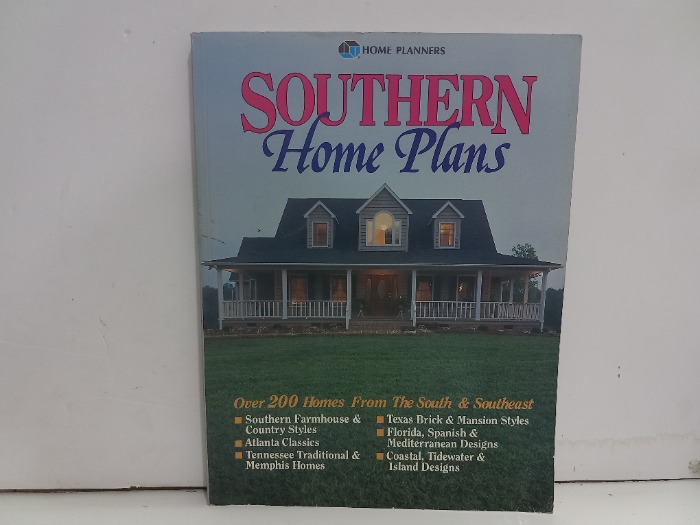 HOME PLANNERS
SOUTHERN
Home Plans
Over 200 Homes From The South & Southeast
Southern Farmhouse &
Country Styles
Atlanta Classics
Tennessee Traditional &
Memphis Homes
Texas Brick & Mansion Styles
Florida, Spanish &
Mediterranean Designs
Coastal, Tidewater &
Island Designs